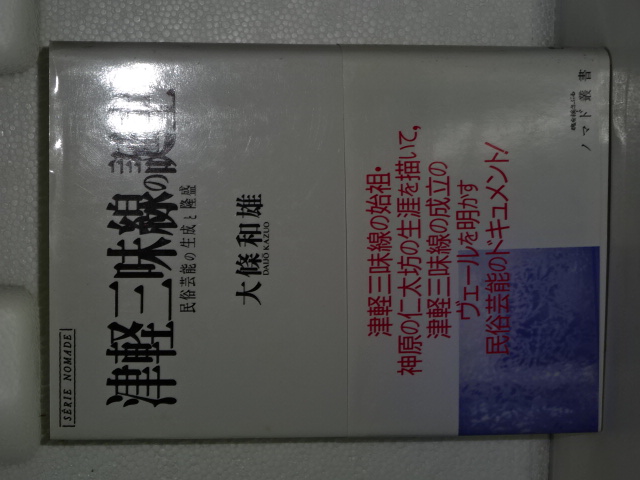 SÉRIE NOMADE
津軽三味線の誕生
民俗芸能の生成と隆盛
大條和雄
DAIJŌ KAZUO
津軽三味線の始祖・
神原の仁太坊の生涯を描いて，
津軽三味線の成立の
ヴェールを明かす
民俗芸能のドキュメント！
ノマド叢書